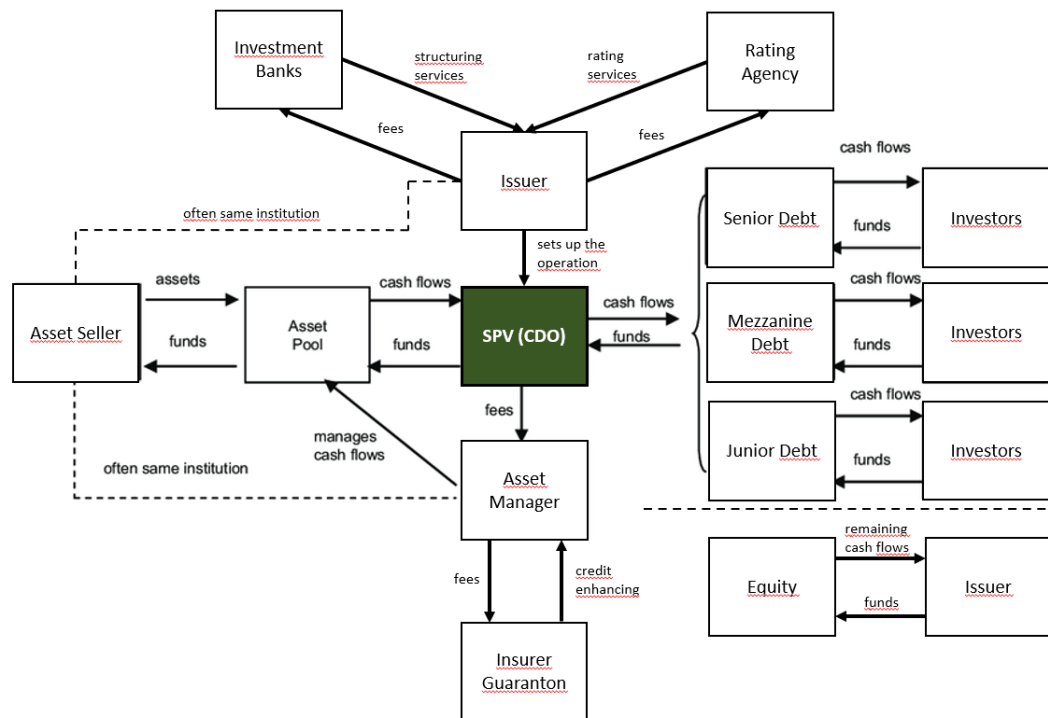 Investment
Banks
structuring
services
rating
services
Rating
Agency
fees
fees
Issuer
cash flows
Senior Debt
funds
Investors
often same institution
sets up the
operation
assets
cash flows
cash flows
cash flows
Asset Seller
Asset
Pool
SPV (CDO)
Mezzanine
Debt
Investors
funds
funds
funds
funds
fees
cash flows
manages
cash flows
Junior Debt
Investors
funds
often same institution
Asset
Manager
remaining
cash flows
fees
credit
enhancing
Equity
Issuer
funds
Insurer
Guaranton